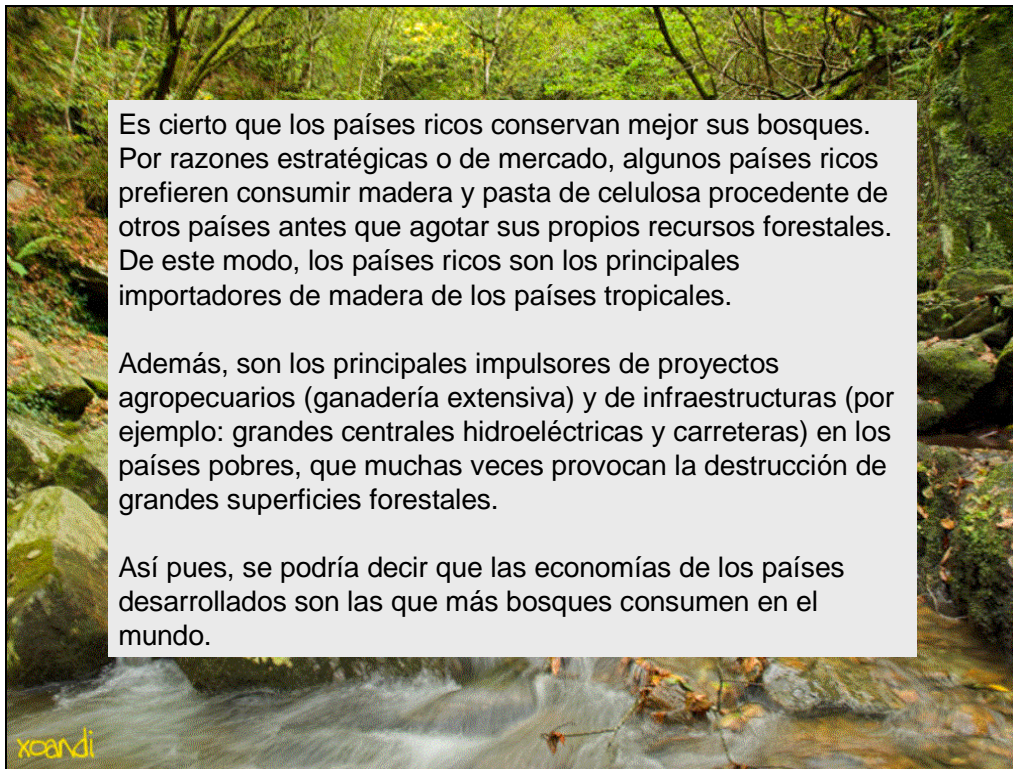 Es cierto que los países ricos conservan mejor sus bosques.
Por razones estratégicas o de mercado, algunos países ricos
prefieren consumir madera y pasta de celulosa procedente de
otros países antes que agotar sus propios recursos forestales.
De este modo, los países ricos son los principales
importadores de madera de los países tropicales.
Además, son los principales impulsores de proyectos
agropecuarios (ganadería extensiva) y de infraestructuras (por
ejemplo: grandes centrales hidroeléctricas y carreteras) en los
países pobres, que muchas veces provocan la destrucción de
grandes superficies forestales.
Así pues, se podría decir que las economías de los países
desarrollados son las que más bosques consumen en el
mundo.
xoandi